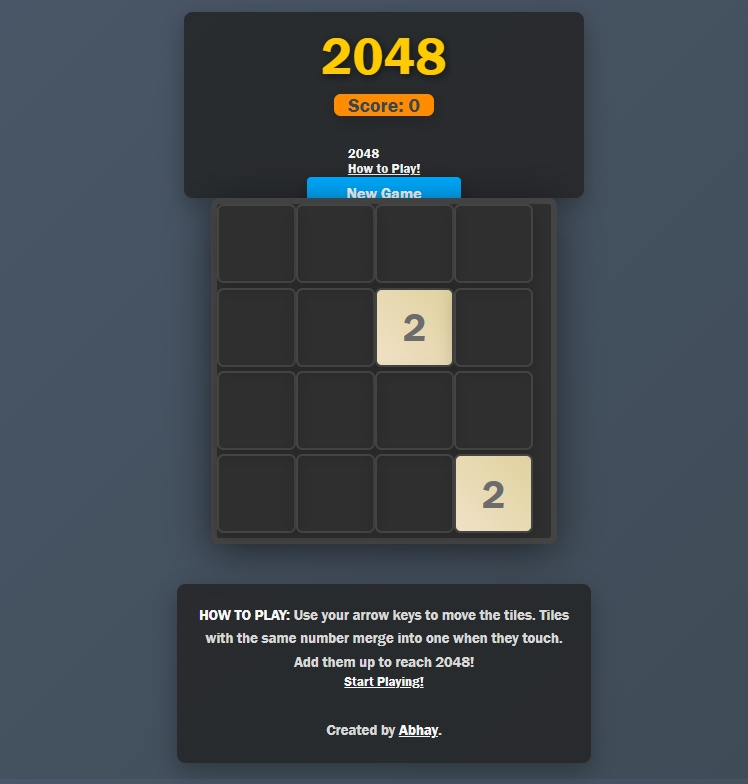 2048
Score: 0
2048
How to Play!
New Game
2
2
HOW TO PLAY: Use your arrow keys to move the tiles. Tiles
with the same number merge into one when they touch.
Add them up to reach 2048!
Start Playing!
Created by Abhay.